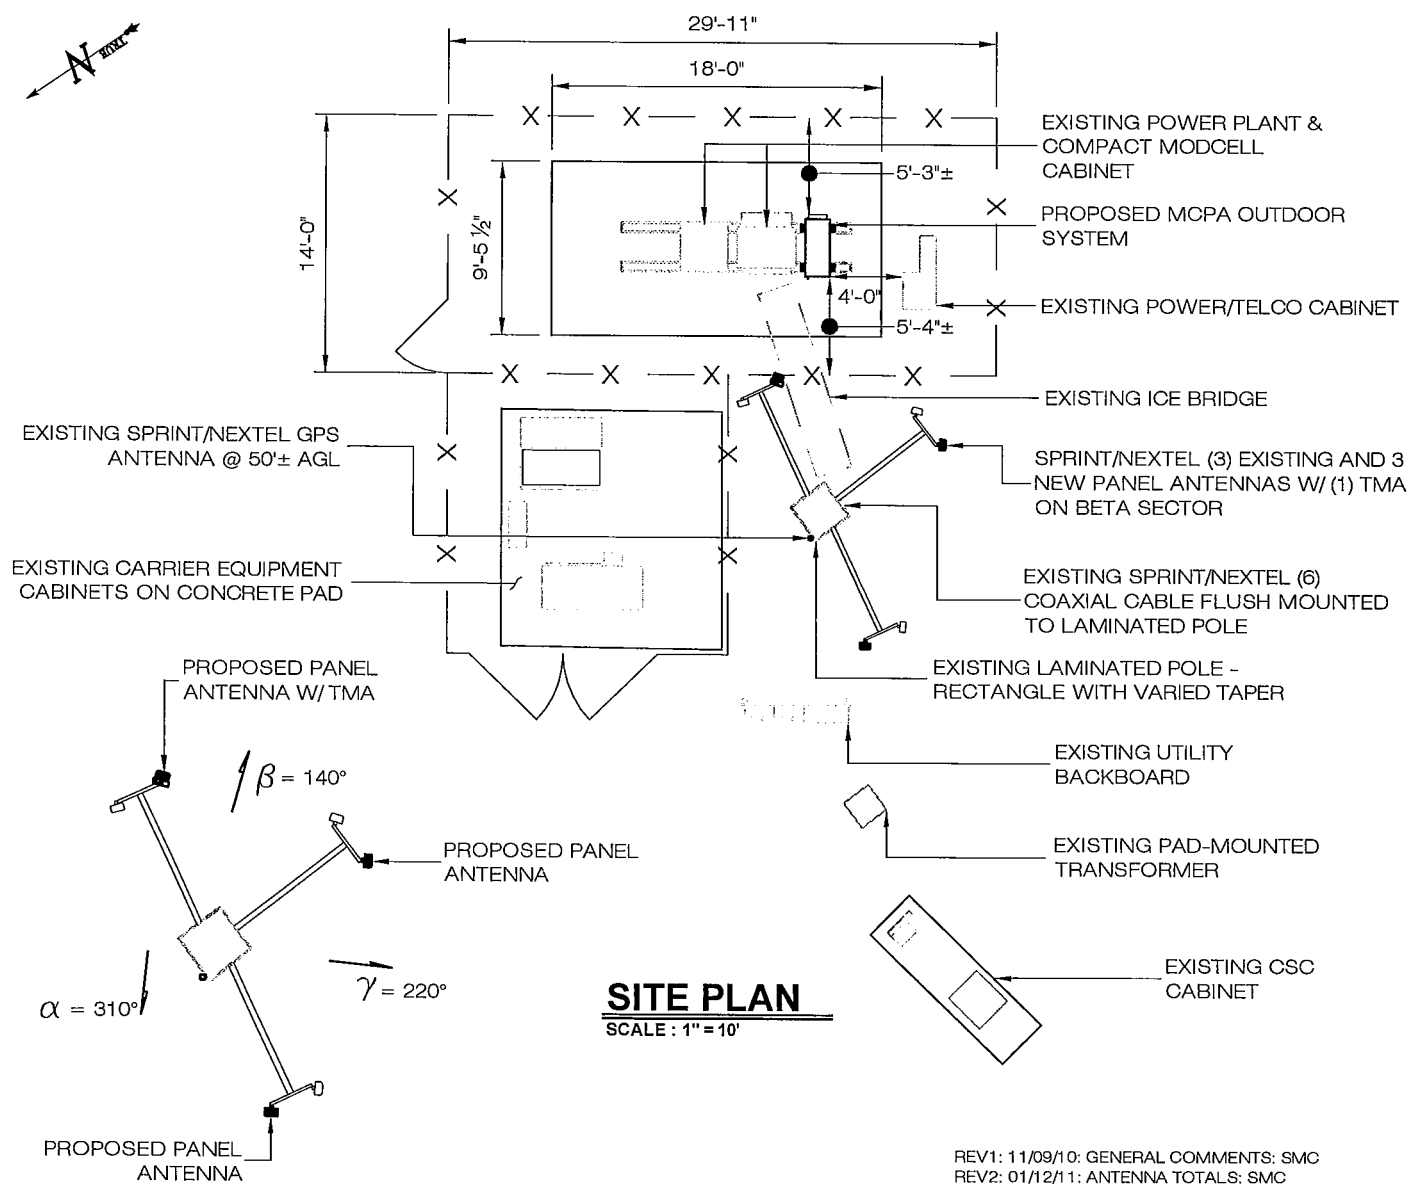 N TRUE
29'-11"
18'-0"
14'-0"
9'-5 ½"
5'-3"±
4'-0"
5'-4"±
X X X X X
X X X X
X X X X X
X X X
EXISTING POWER PLANT &
COMPACT MODCELL
CABINET
PROPOSED MCPA OUTDOOR
SYSTEM
EXISTING POWER/TELCO CABINET
EXISTING ICE BRIDGE
SPRINT/NEXTEL (3) EXISTING AND 3
NEW PANEL ANTENNAS W/ (1) TMA
ON BETA SECTOR
EXISTING SPRINT/NEXTEL (6)
COAXIAL CABLE FLUSH MOUNTED
TO LAMINATED POLE
EXISTING LAMINATED POLE -
RECTANGLE WITH VARIED TAPER
EXISTING UTILITY
BACKBOARD
EXISTING PAD-MOUNTED
TRANSFORMER
EXISTING CSC
CABINET
EXISTING SPRINT/NEXTEL GPS
ANTENNA @ 50'± AGL
EXISTING CARRIER EQUIPMENT
CABINETS ON CONCRETE PAD
PROPOSED PANEL
ANTENNA W/ TMA
β = 140°
PROPOSED PANEL
ANTENNA
γ = 220°
α = 310°
PROPOSED PANEL
ANTENNA
SITE PLAN
SCALE : 1" = 10'
REV1: 11/09/10: GENERAL COMMENTS: SMC
REV2: 01/12/11: ANTENNA TOTALS: SMC